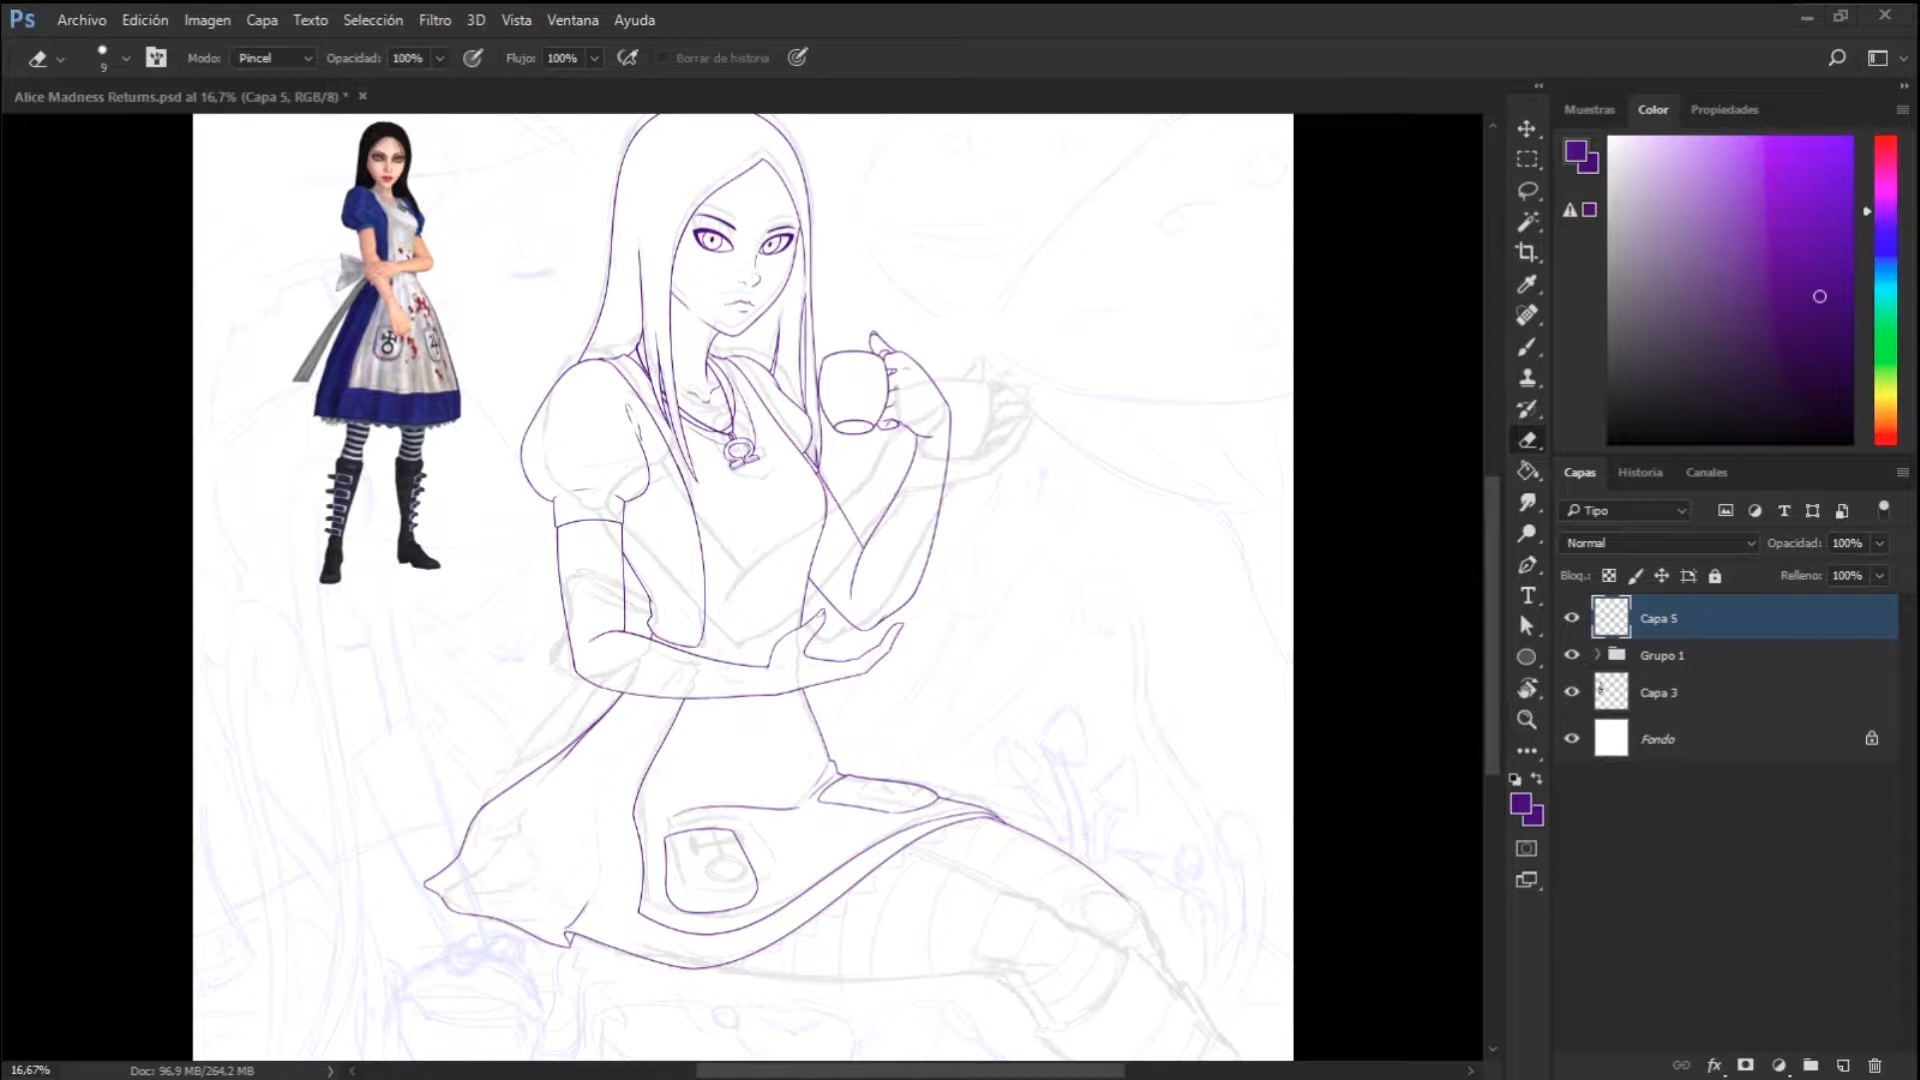 Ps Archivo Edición Imagen Capa Texto Selección Filtro 3D Vista Ventana Ayuda
9 Modo: Pincel Opacidad: 100% Flujo: 100% Borrar de historia
Alice Madness Returns.psd al 16,7% (Capa 5, RGB/8) *
Muestras Color Propiedades
Capas Historia Canales
Tipo
Normal Opacidad: 100%
Bloq.: Relleno: 100%
Capa 5
Grupo 1
Capa 3
Fondo
16,67% Doc: 96,9 MB/264,2 MB